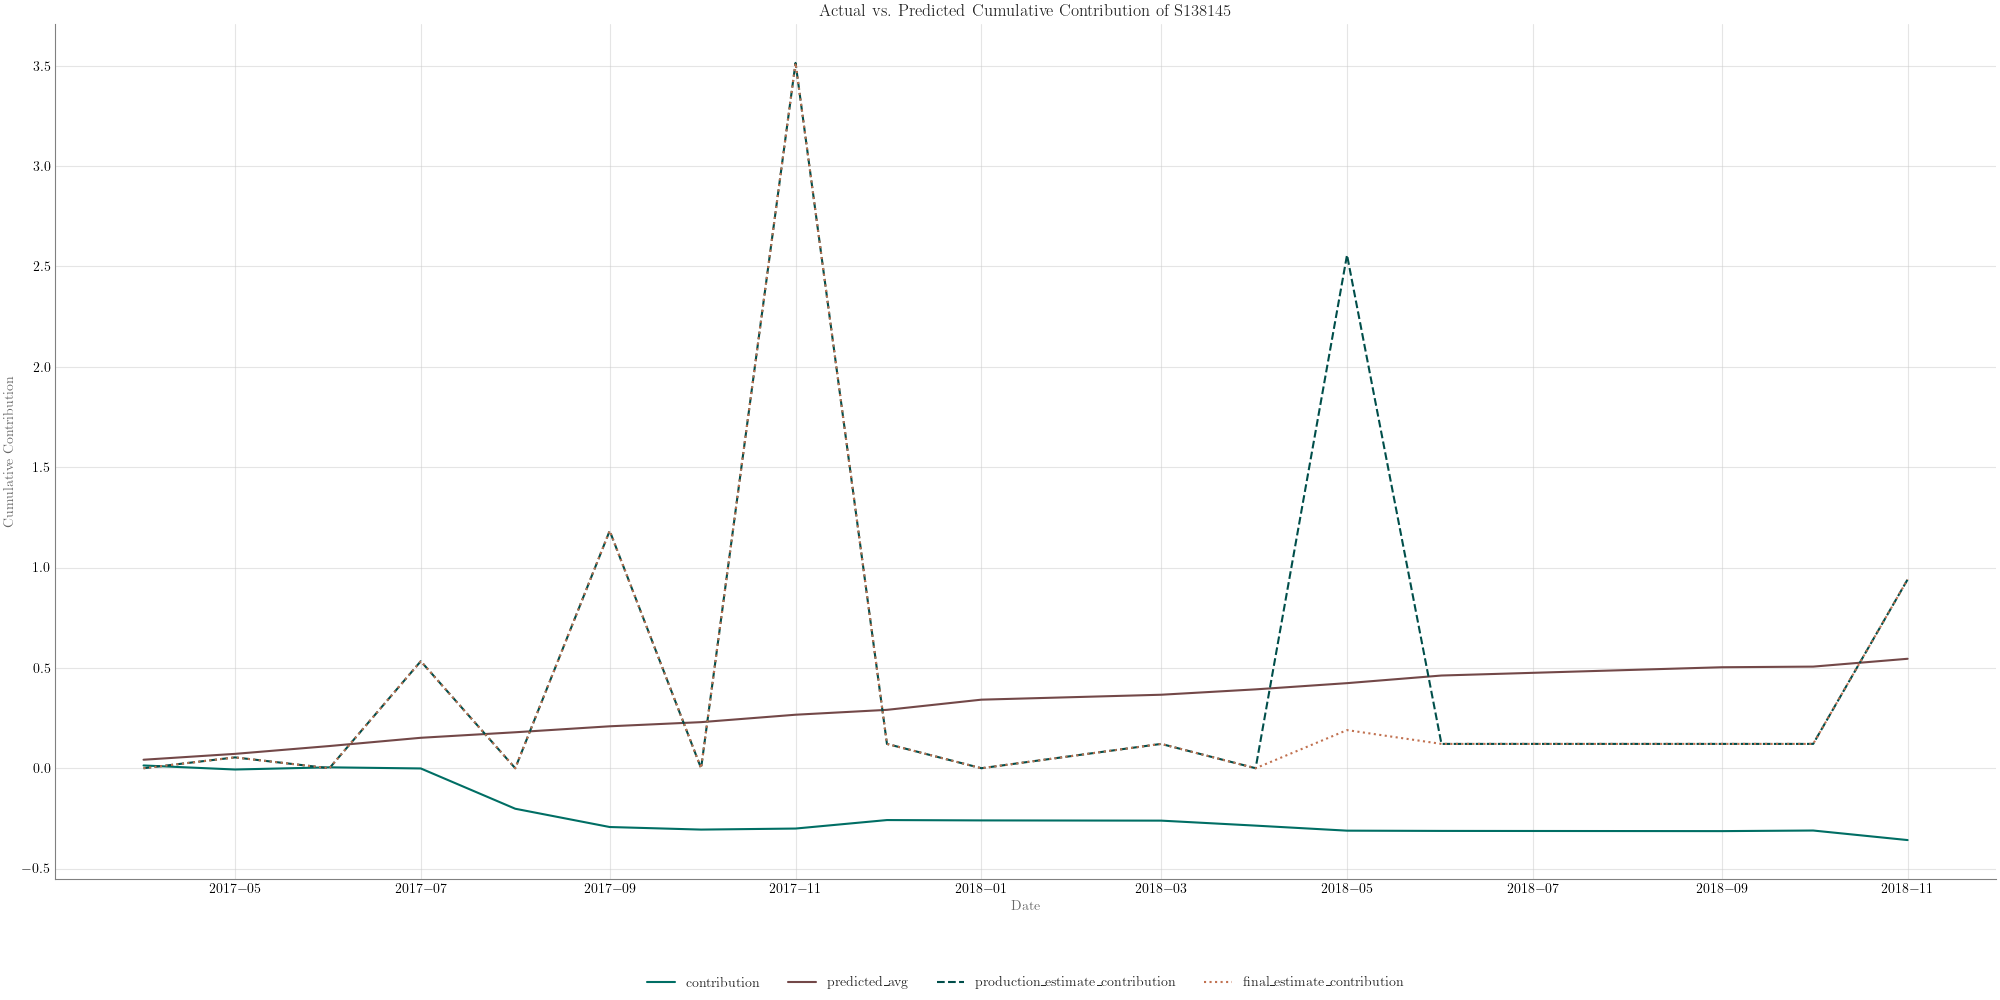 Actual vs. Predicted Cumulative Contribution of S138145
Cumulative Contribution
3.5
3.0
2.5
2.0
1.5
1.0
0.5
0.0
−0.5
2017−05 2017−07 2017−09 2017−11 2018−01 2018−03 2018−05 2018−07 2018−09 2018−11
Date
contribution predicted_avg production_estimate_contribution final_estimate_contribution